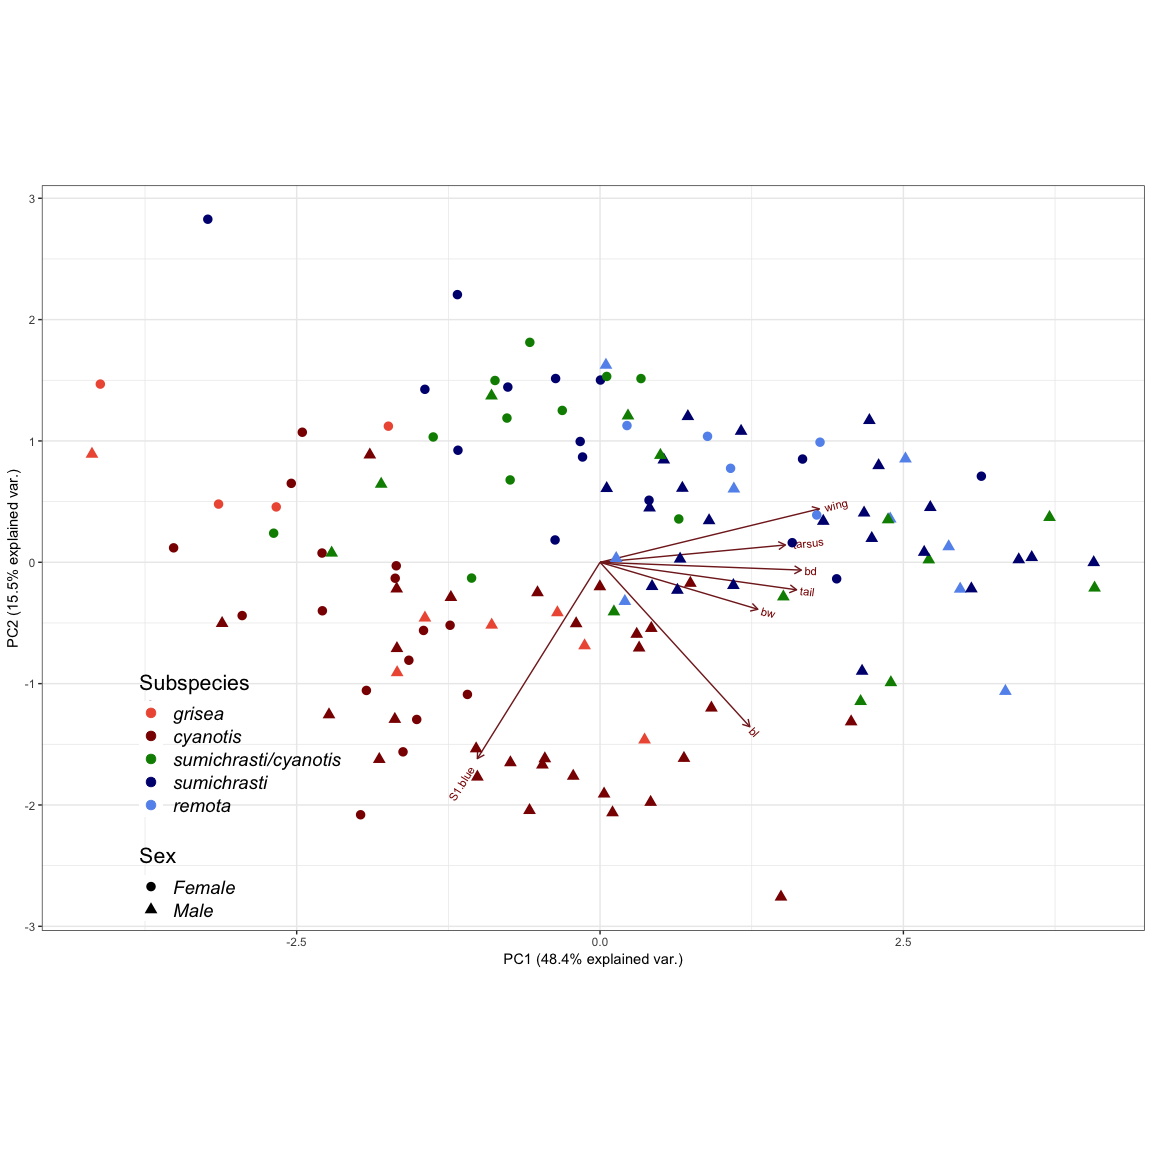 3
2
1
0
-1
-2
-3
PC2 (15.5% explained var.)
wing
tarsus
bd
tail
bw
bl
S1.blue
Subspecies
grisea
cyanotis
sumichrasti/cyanotis
sumichrasti
remota
Sex
Female
Male
-2.5
0.0
2.5
PC1 (48.4% explained var.)